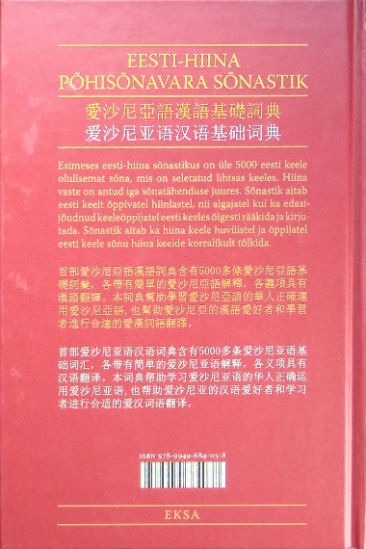 EESTI-HIINA
PÕHISÕNAVARA SÕNASTIK
愛沙尼亞語漢語基礎詞典
爱沙尼亚语汉语基础词典
Esimeses eesti-hiina sõnastikus on üle 5000 eesti keele
olulisemat sõna, mis on seletatud lihtsas keeles. Hiina
vaste on antud iga sõnatähenduse juures. Sõnastik aitab
eesti keelt õppivatel hiinlastel, nii algajatel kui ka edasi-
jõudnud keeleõppijatel eesti keeles õigesti rääkida ja kirju-
tada. Sõnastik aitab ka hiina keele huvilistel ja õppijatel
eesti keele sõnu hiina keelde korralikult tõlkida.
首部愛沙尼亞語漢語詞典含有5000多條愛沙尼亞語基
礎詞彙，各帶有簡單的愛沙尼亞語解釋，各義項具有
漢語翻譯。本詞典幫助學習愛沙尼亞語的華人正確運
用愛沙尼亞語，也幫助愛沙尼亞的漢語愛好者和學習
者進行合適的愛漢詞語翻譯。
首部爱沙尼亚语汉语词典含有5000多条爱沙尼亚语基
础词汇，各带有简单的爱沙尼亚语解释，各义项具有
汉语翻译。本词典帮助学习爱沙尼亚语的华人正确运
用爱沙尼亚语，也帮助爱沙尼亚的汉语爱好者和学习
者进行合适的爱汉词语翻译。
ISBN 978-9949-684-03-8
EKSA